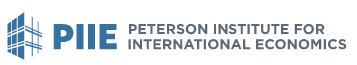 PIIE PETERSON INSTITUTE FOR
INTERNATIONAL ECONOMICS